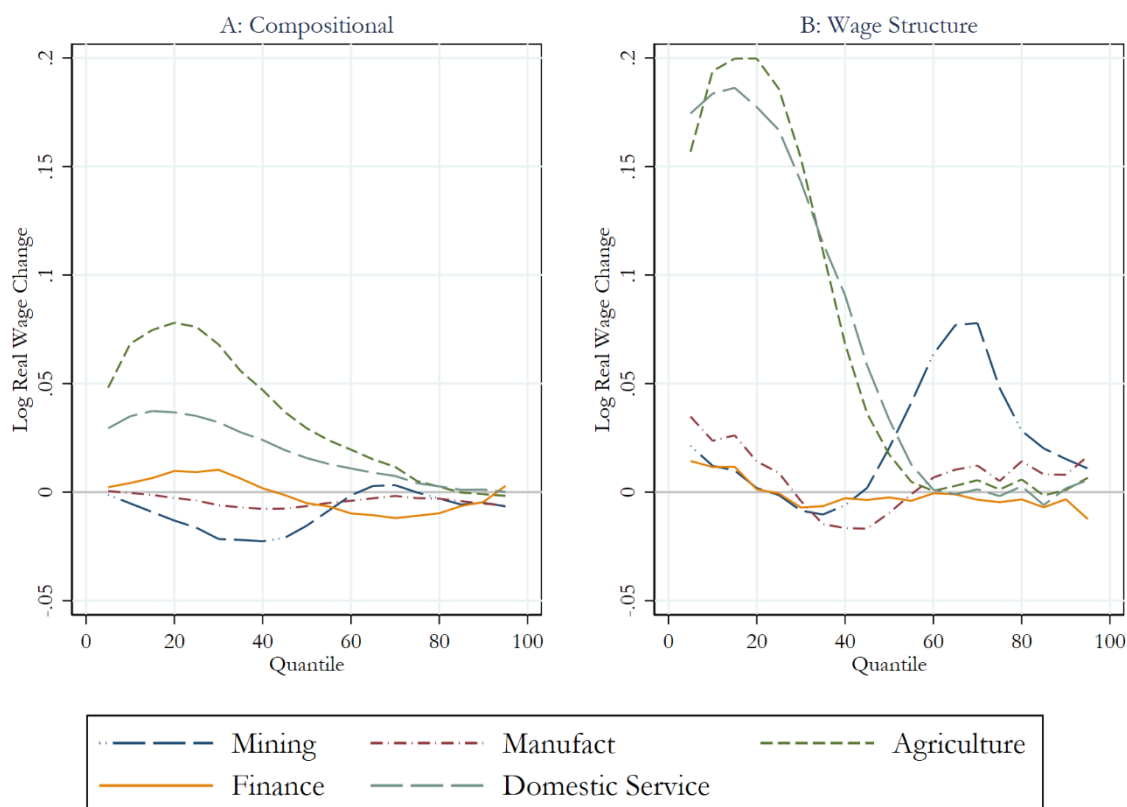 A: Compositional
B: Wage Structure
Log Real Wage Change
.2
.15
.1
.05
0
-.05
0 20 40 60 80 100
Quantile
Log Real Wage Change
.2
.15
.1
.05
0
-.05
0 20 40 60 80 100
Quantile
Mining Manufact Agriculture
Finance Domestic Service